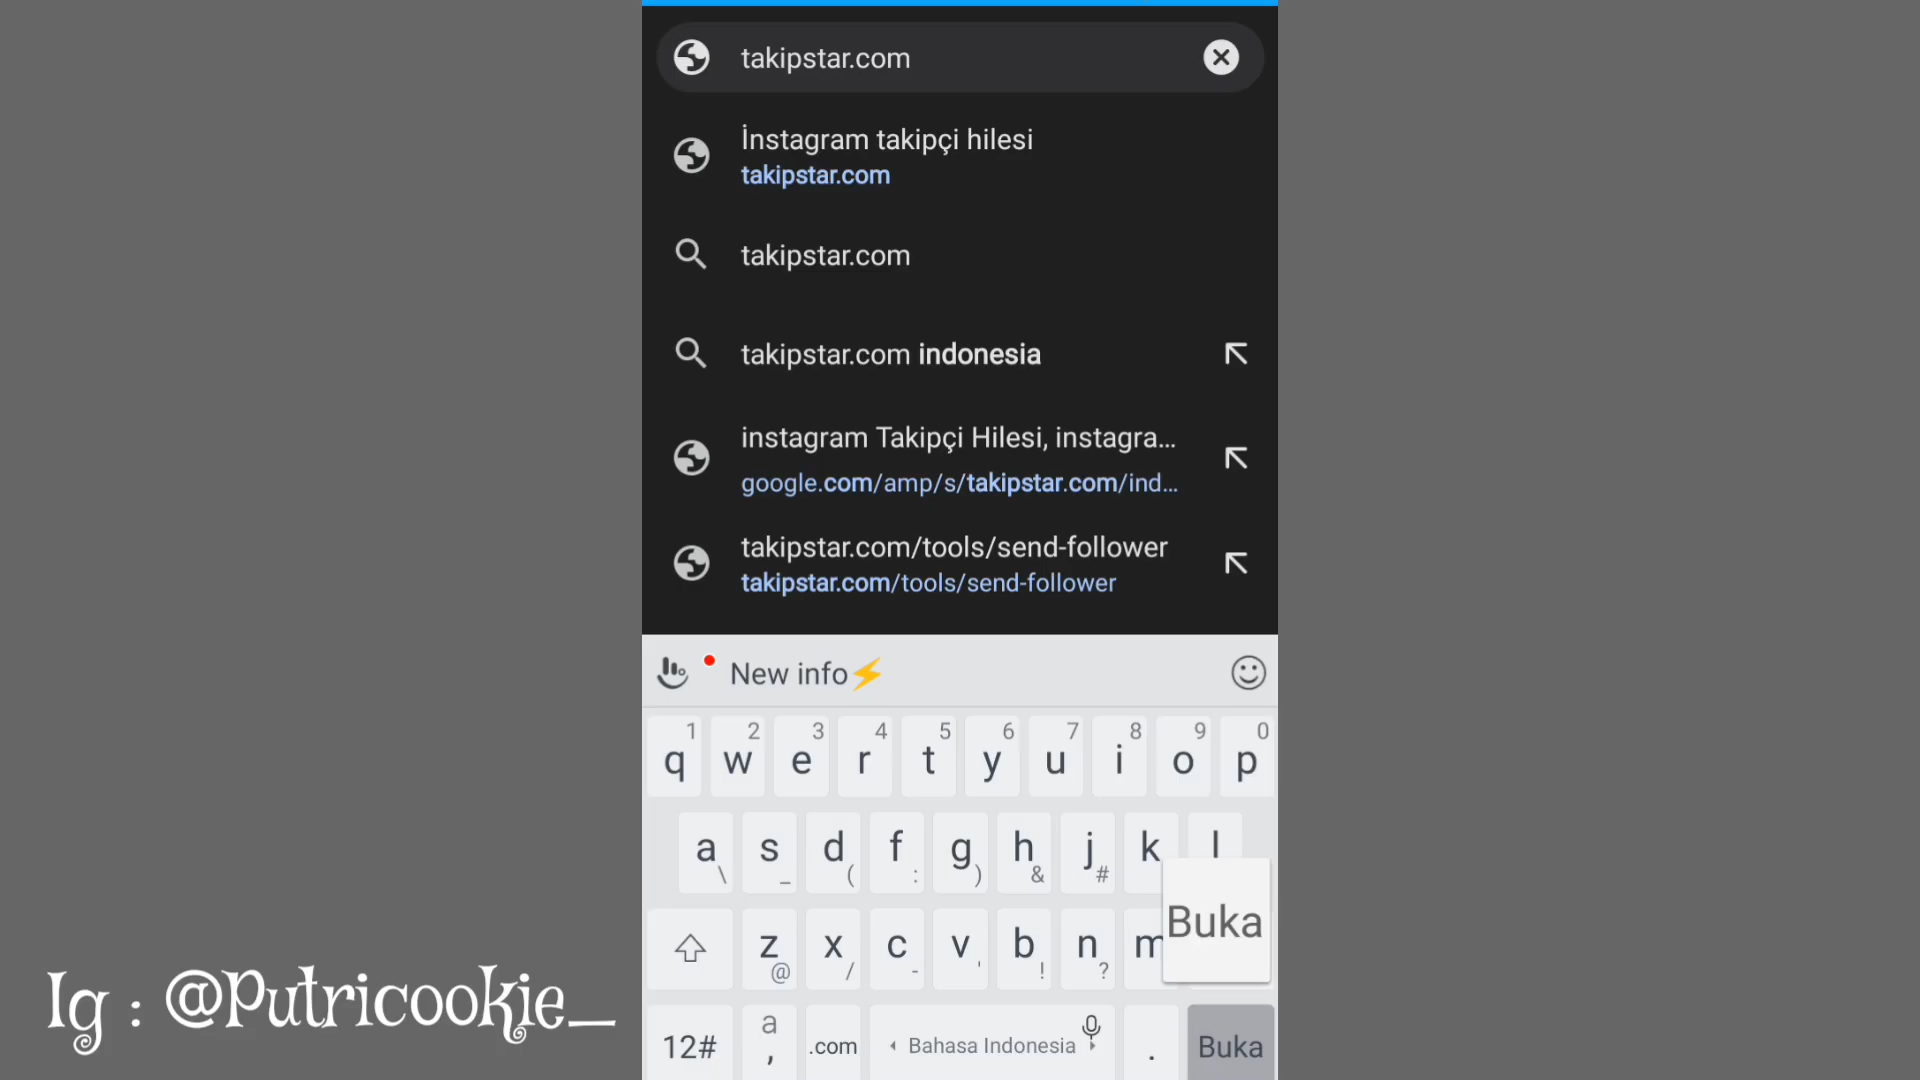 takipstar.com
İnstagram takipçi hilesi
takipstar.com
takipstar.com
takipstar.com indonesia
instagram Takipçi Hilesi, instagra...
google.com/amp/s/takipstar.com/ind...
takipstar.com/tools/send-follower
takipstar.com/tools/send-follower
New info⚡
1 2 3 4 5 6 7 8 9 0
q w e r t y u i o p
a s d f g h j k l
\ _ ( : ) & #
Buka
z x c v b n m
@ / - ' ! ?
12# a , .com Bahasa Indonesia . Buka
Ig : @Putricookie_